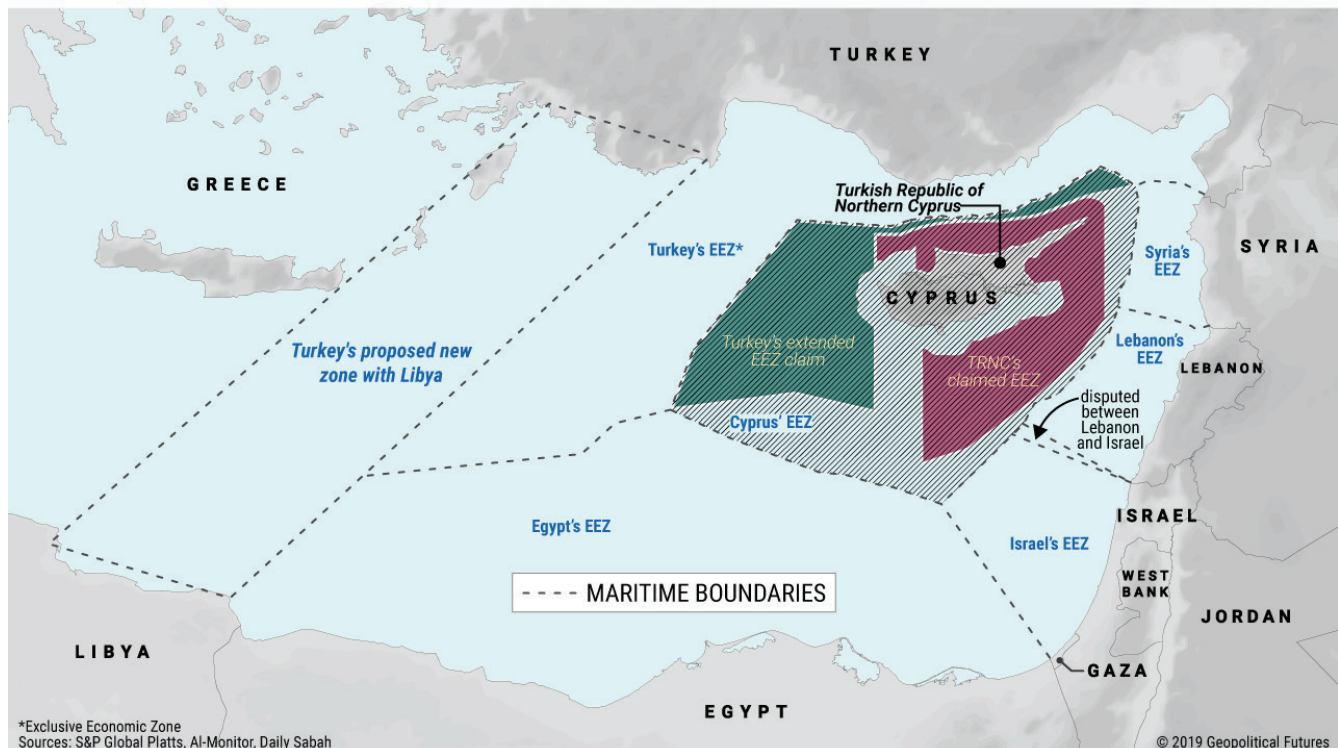 TURKEY
GREECE
Turkish Republic of
Northern Cyprus
Turkey's EEZ*
Syria's
EEZ
SYRIA
CYPRUS
Turkey's proposed new
zone with Libya
Turkey's extended
EEZ claim
TRNC's
claimed EEZ
Lebanon's
EEZ
LEBANON
Cyprus' EEZ
disputed
between
Lebanon
and Israel
Egypt's EEZ
Israel's EEZ
ISRAEL
WEST
BANK
MARITIME BOUNDARIES
JORDAN
LIBYA
GAZA
EGYPT
*Exclusive Economic Zone
Sources: S&P Global Platts, Al-Monitor, Daily Sabah
© 2019 Geopolitical Futures